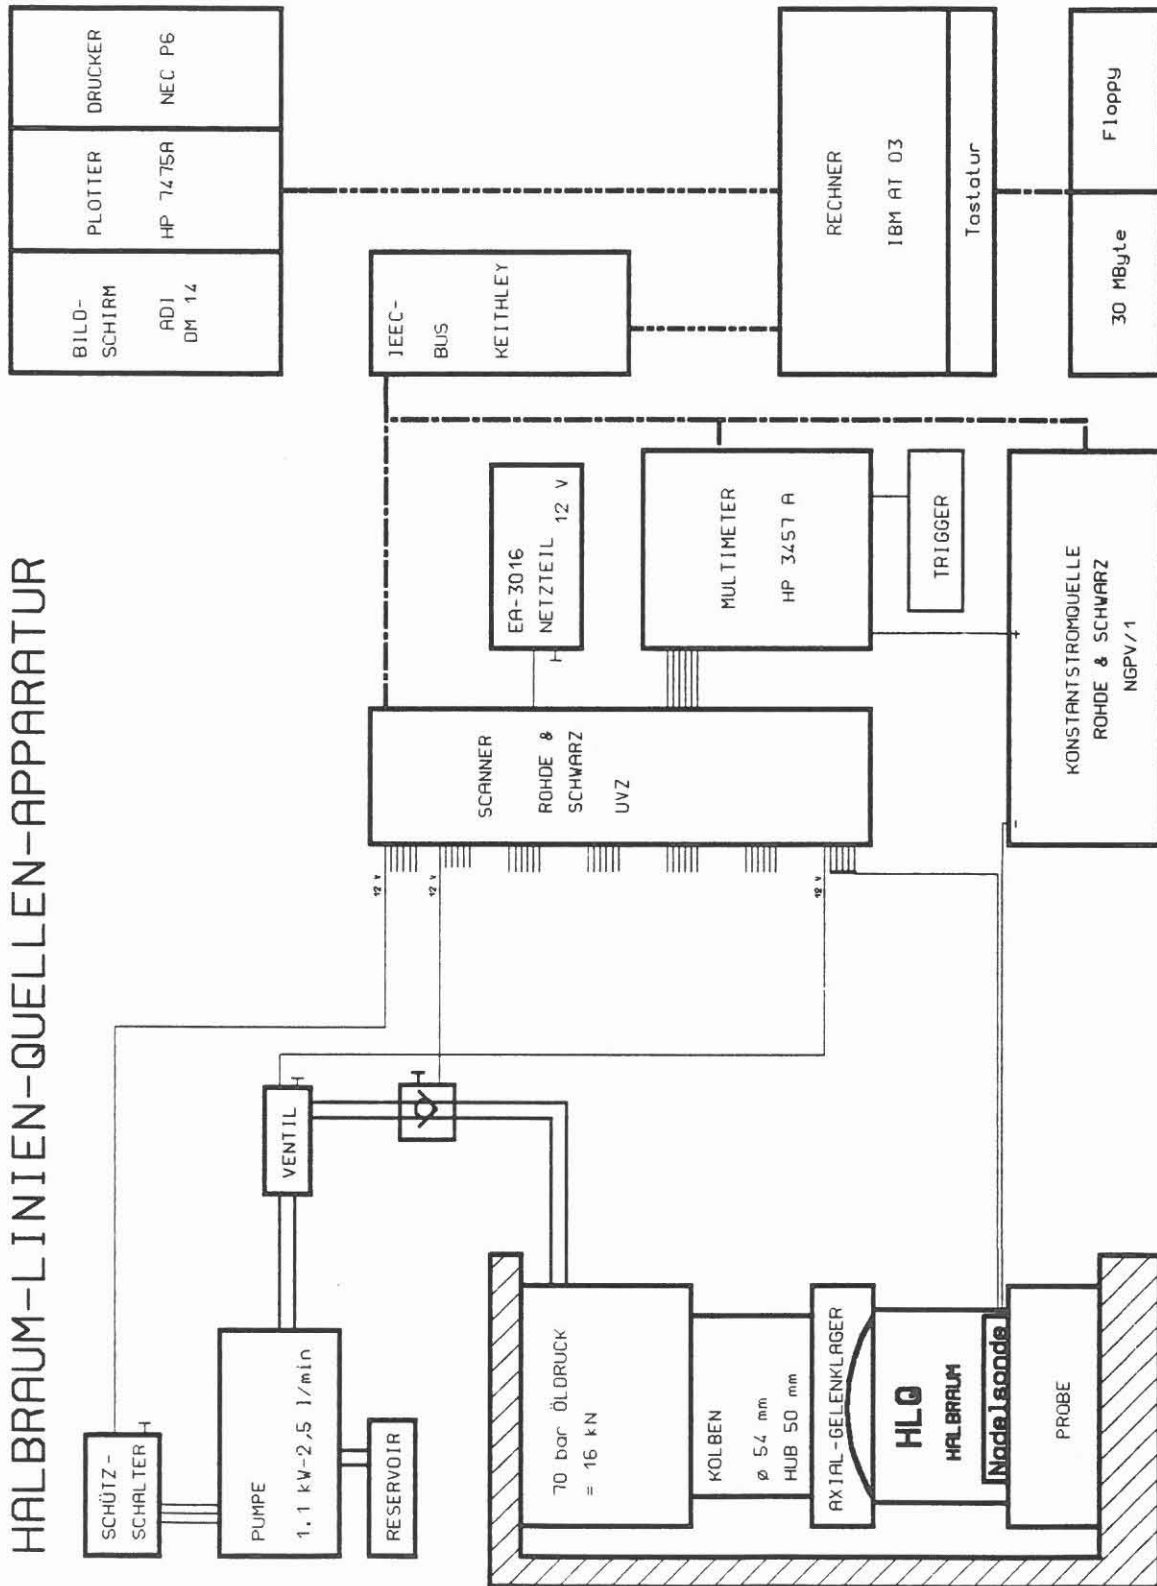 HALBRAUM-LINIEN-QUELLEN-APPARATUR
SCHÜTZ-
SCHALTER
PUMPE
1.1 kW-2,5 l/min
RESERVOIR
VENTIL
12 V
12 V
12 V
SCANNER
ROHDE &
SCHWARZ
UVZ
EA-3016
NETZTEIL
12 V
IEEC-
BUS
KEITHLEY
BILD-
SCHIRM
ADI
DM 14
PLOTTER
HP 7475A
DRUCKER
NEC P6
MULTIMETER
HP 3457 A
TRIGGER
RECHNER
IBM AT 03
Tastatur
30 MByte
Floppy
KONSTANTSTROMQUELLE
ROHDE & SCHWARZ
NGPV/1
-
+
70 bar ÖLDRUCK
= 16 kN
KOLBEN
ø 54 mm
HUB 50 mm
AXIAL-GELENKLAGER
HLQ
HALBRAUM
Nadelsonde
PROBE